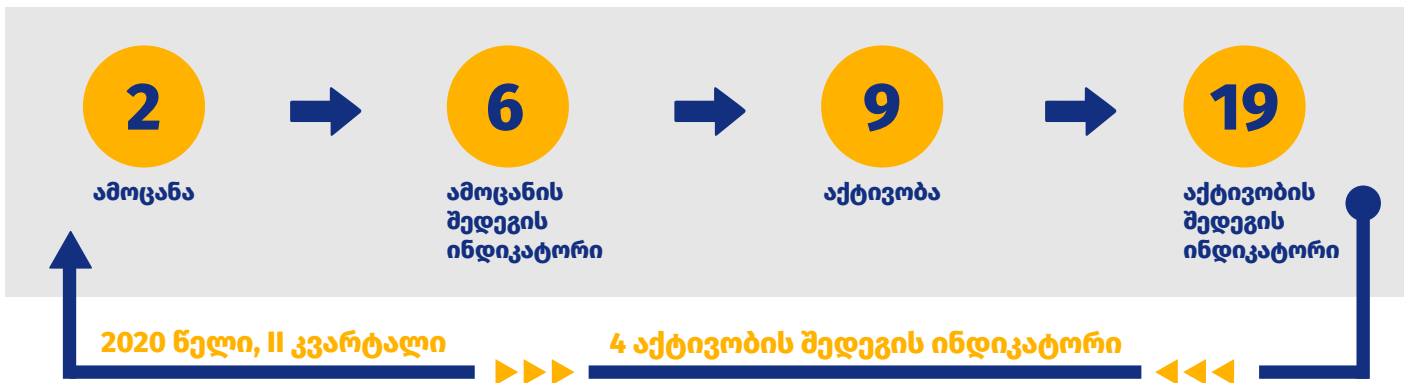 2
ამოცანა
6
ამოცანის
შედეგის
ინდიკატორი
9
აქტივობა
19
აქტივობის
შედეგის
ინდიკატორი
2020 წელი, II კვარტალი
4 აქტივობის შედეგის ინდიკატორი